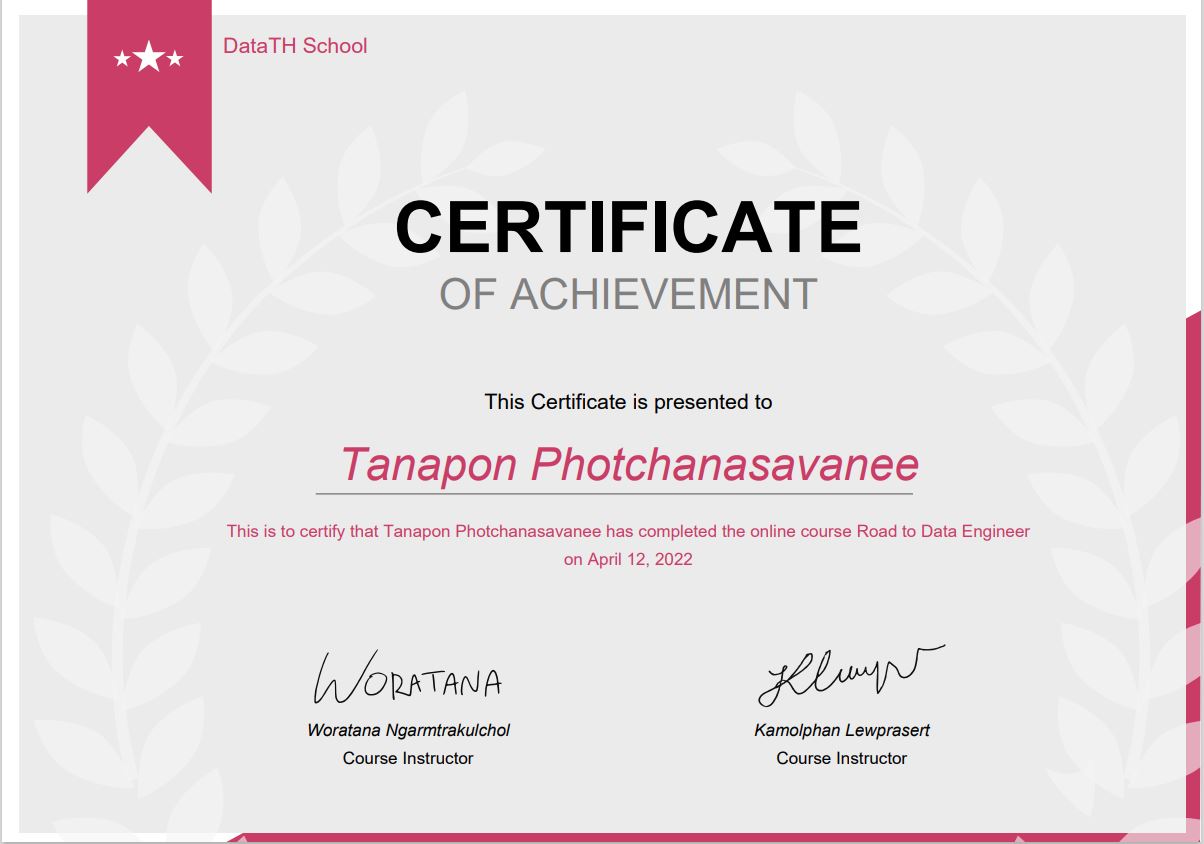 DataTH School
CERTIFICATE
OF ACHIEVEMENT
This Certificate is presented to
Tanapon Photchanasavanee
This is to certify that Tanapon Photchanasavanee has completed the online course Road to Data Engineer
on April 12, 2022
WORATANA
Woratana Ngarmtrakulchol
Course Instructor
Kamolphan Lewprasert
Course Instructor